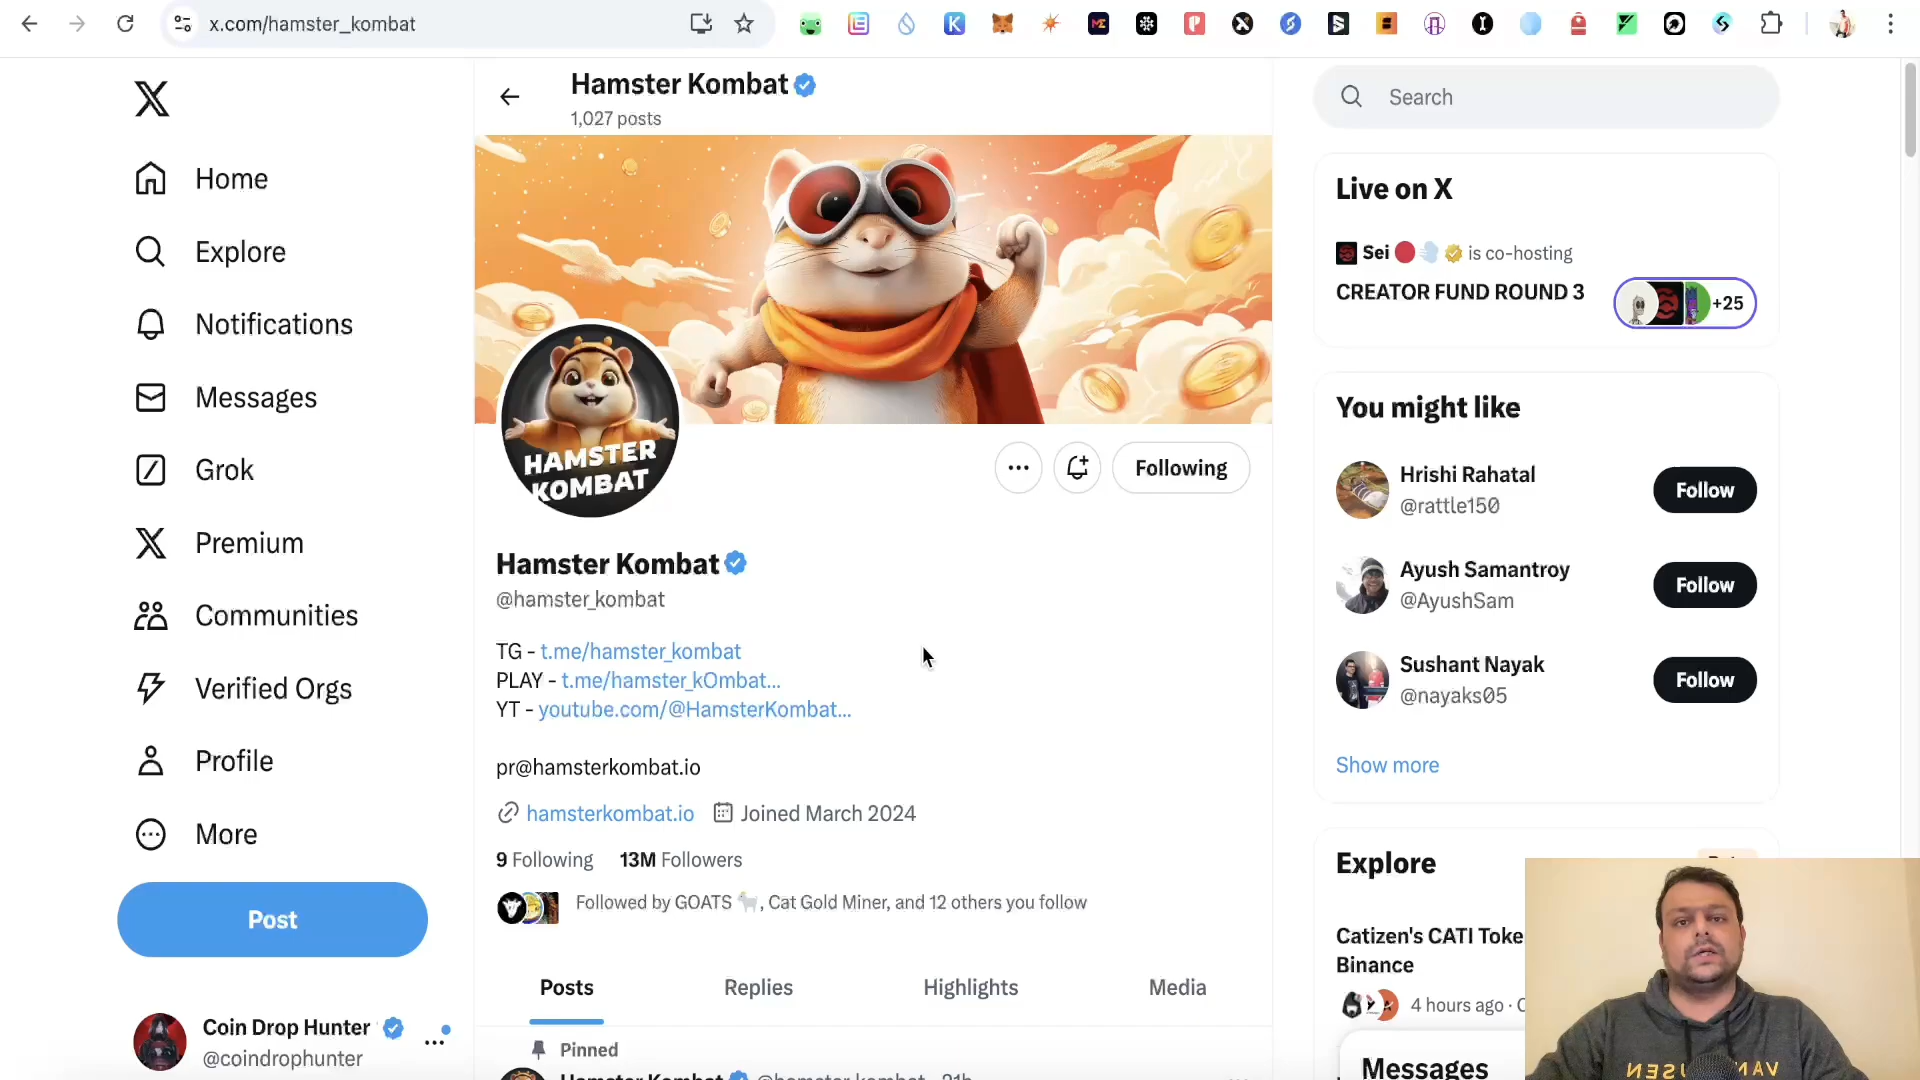 x.com/hamster_kombat
Hamster Kombat
1,027 posts
Search
Home
Explore
Notifications
Messages
Grok
Premium
Communities
Verified Orgs
Profile
More
Post
Coin Drop Hunter
@coindrophunter
HAMSTER
KOMBAT
Following
Hamster Kombat
@hamster_kombat
TG - t.me/hamster_kombat
PLAY - t.me/hamster_kOmbat...
YT - youtube.com/@HamsterKombat...
pr@hamsterkombat.io
hamsterkombat.io Joined March 2024
9 Following 13M Followers
Followed by GOATS 🐐, Cat Gold Miner, and 12 others you follow
Posts Replies Highlights Media
Pinned
Hamster Kombat @hamster_kombat · 21h
Live on X
Sei is co-hosting
CREATOR FUND ROUND 3
+25
You might like
Hrishi Rahatal
@rattle150
Follow
Ayush Samantroy
@AyushSam
Follow
Sushant Nayak
@nayaks05
Follow
Show more
Explore
Catizen's CATI Toke
Binance
4 hours ago ·
Messages